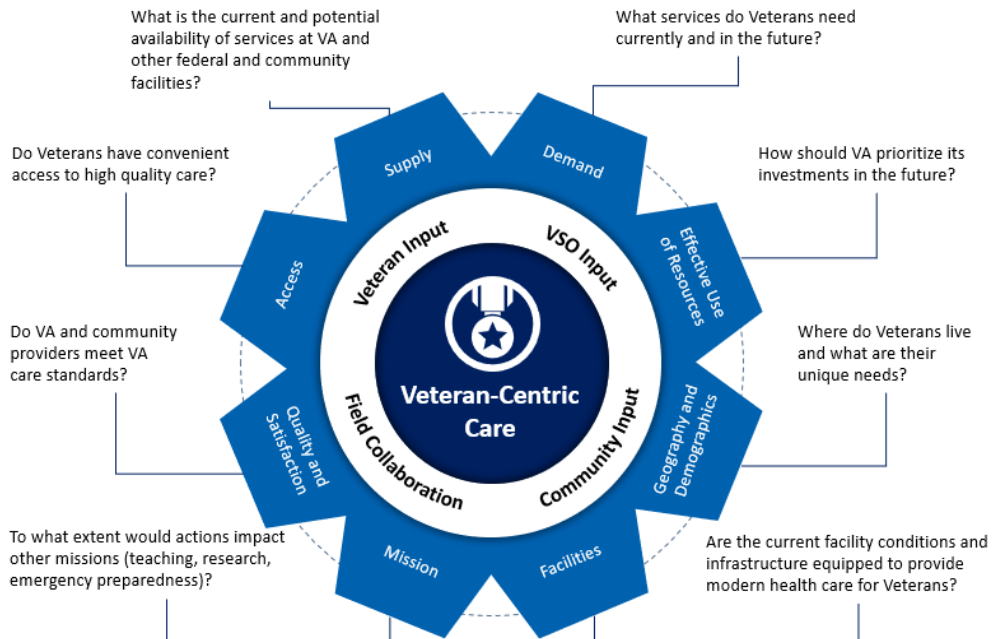 What is the current and potential
availability of services at VA and
other federal and community
facilities?
What services do Veterans need
currently and in the future?
Do Veterans have convenient
access to high quality care?
How should VA prioritize its
investments in the future?
Supply
Demand
Access
Effective Use
of Resources
Veteran Input
VSO Input
Do VA and community
providers meet VA
care standards?
Where do Veterans live
and what are their
unique needs?
Veteran-Centric
Care
Field Collaboration
Community Input
Quality and
Satisfaction
Geography and
Demographics
Mission
Facilities
To what extent would actions impact
other missions (teaching, research,
emergency preparedness)?
Are the current facility conditions and
infrastructure equipped to provide
modern health care for Veterans?